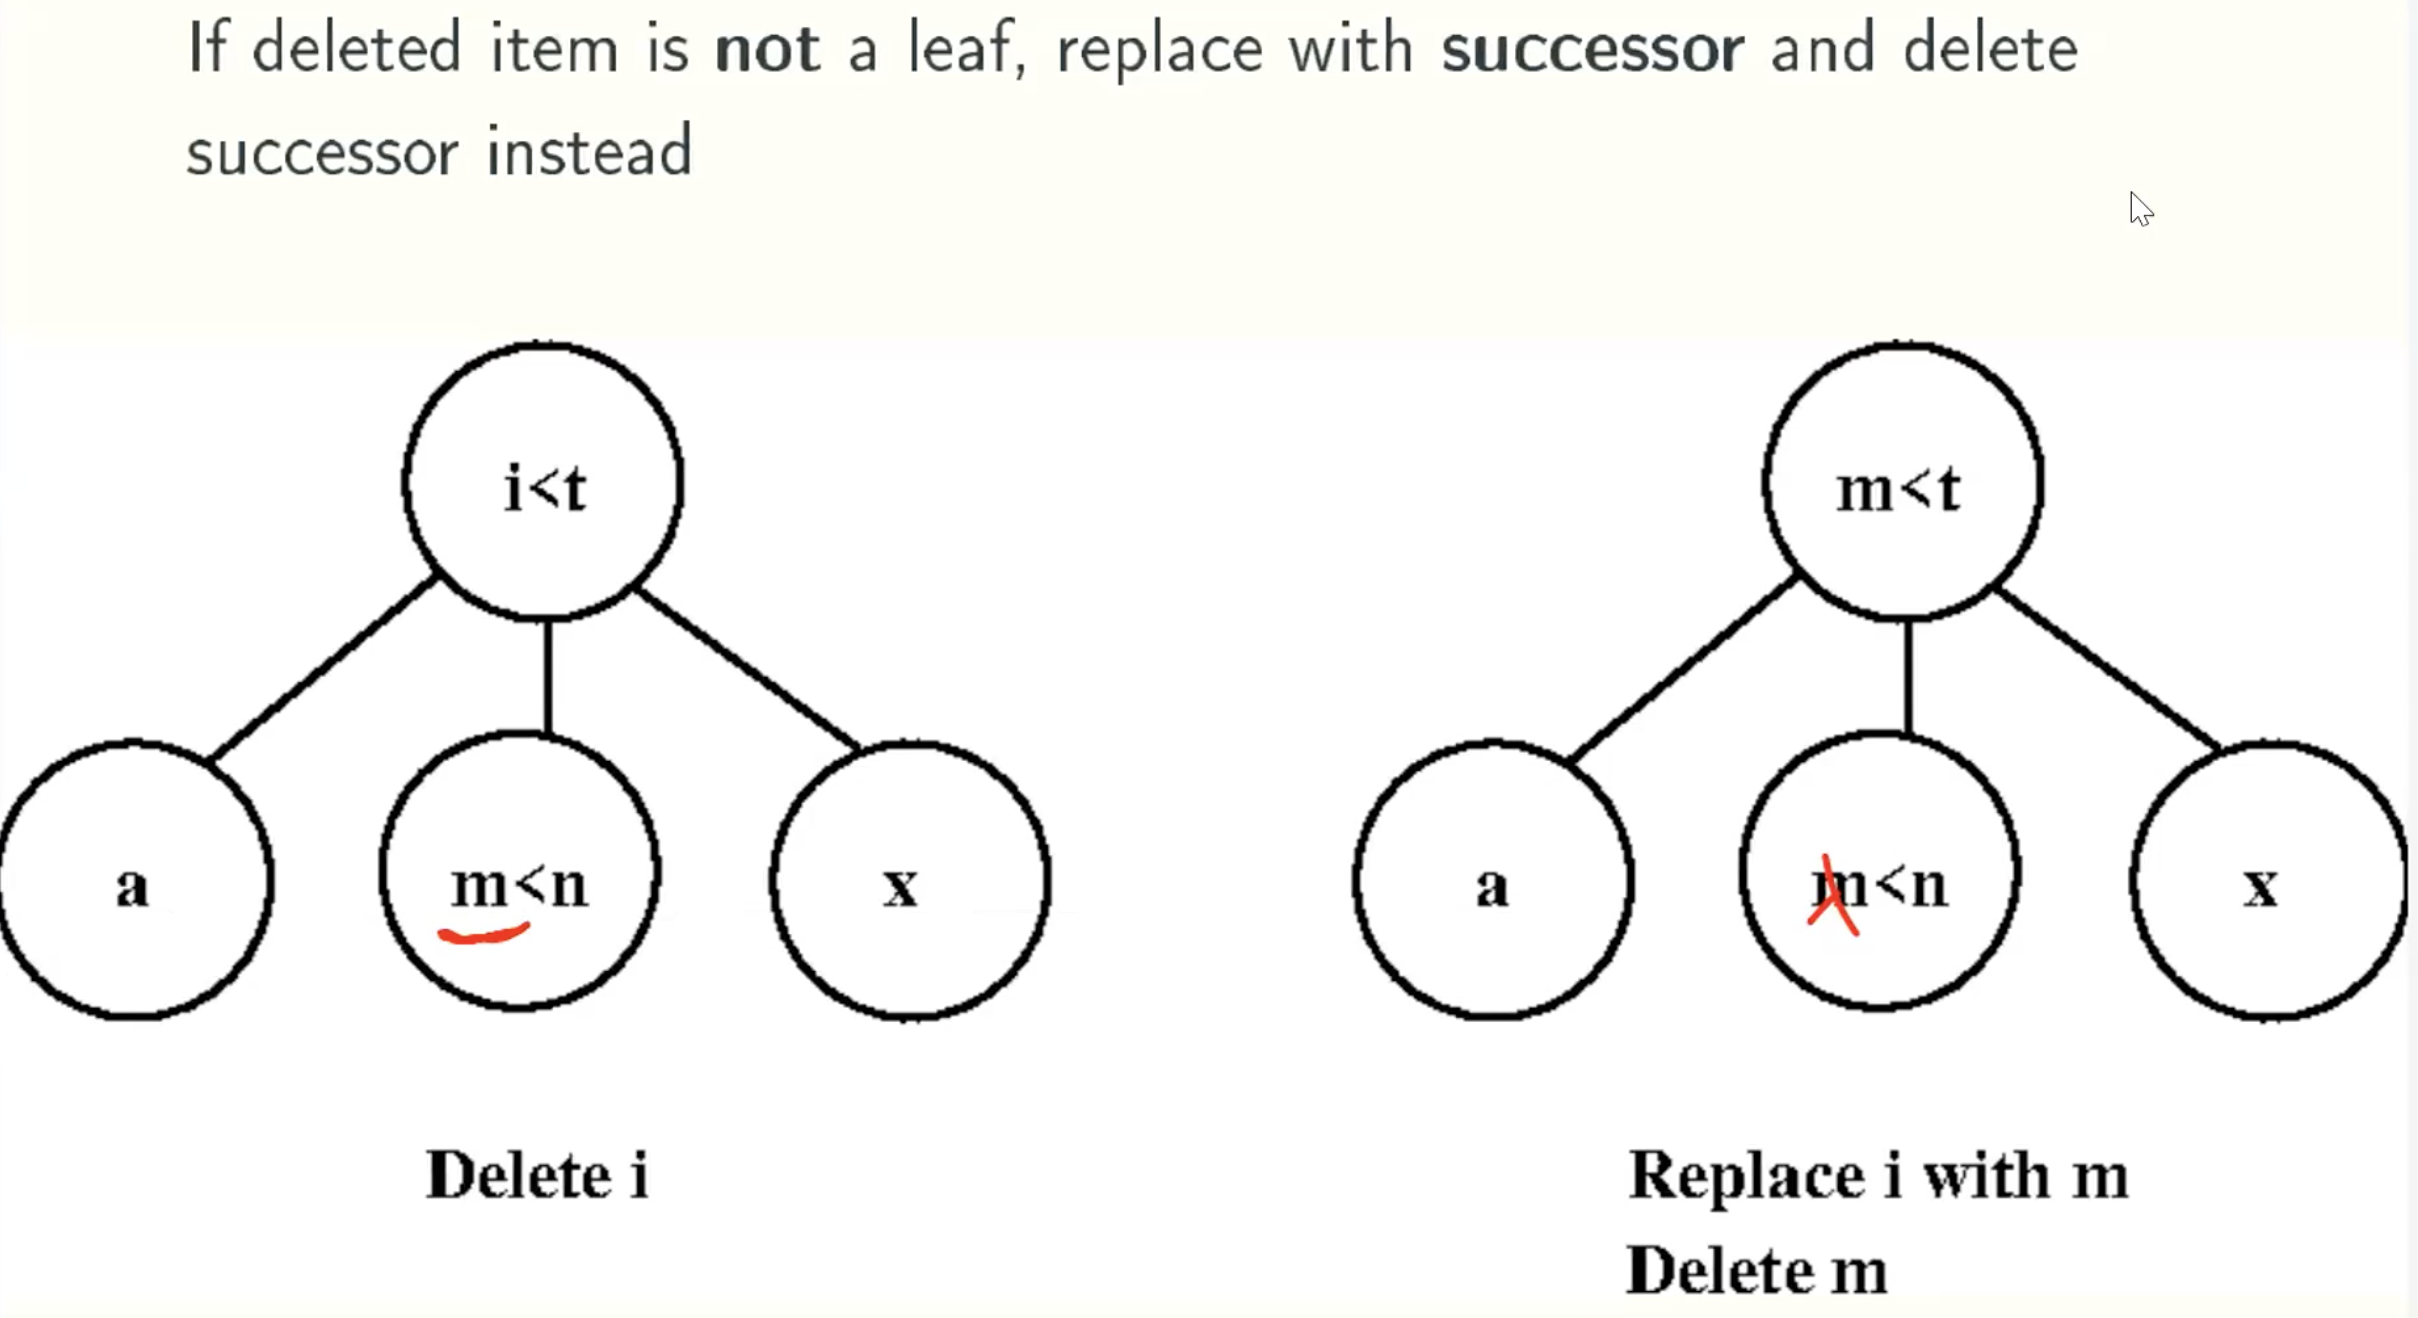 If deleted item is not a leaf, replace with successor and delete
successor instead
i<t
a
m<n
x
Delete i
m<t
a
m<n
x
Replace i with m
Delete m